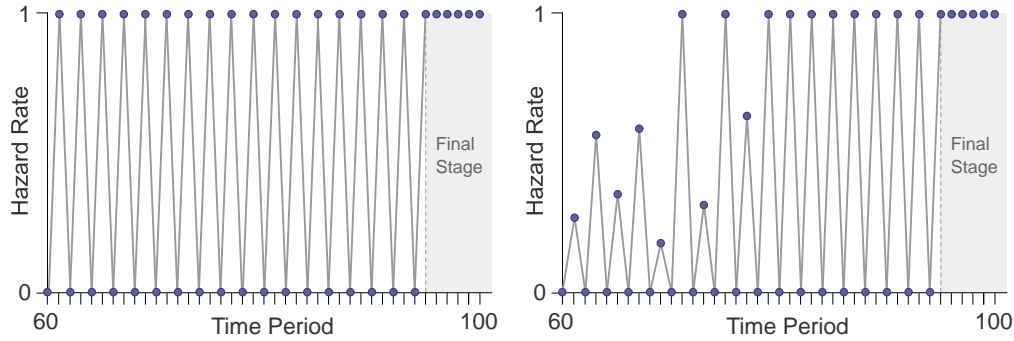 1
Hazard Rate
Final
Stage
0
60
Time Period
100
1
Hazard Rate
Final
Stage
0
60
Time Period
100